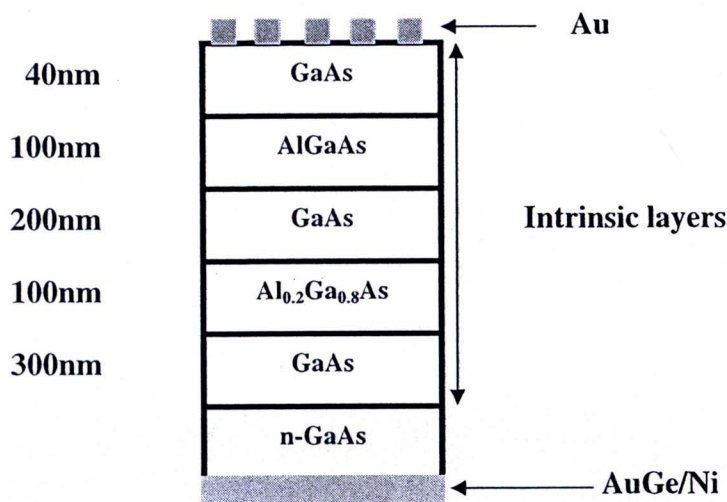 Au
40nm GaAs
100nm AlGaAs
200nm GaAs Intrinsic layers
100nm Al₀.₂Ga₀.₈As
300nm GaAs
n-GaAs
AuGe/Ni